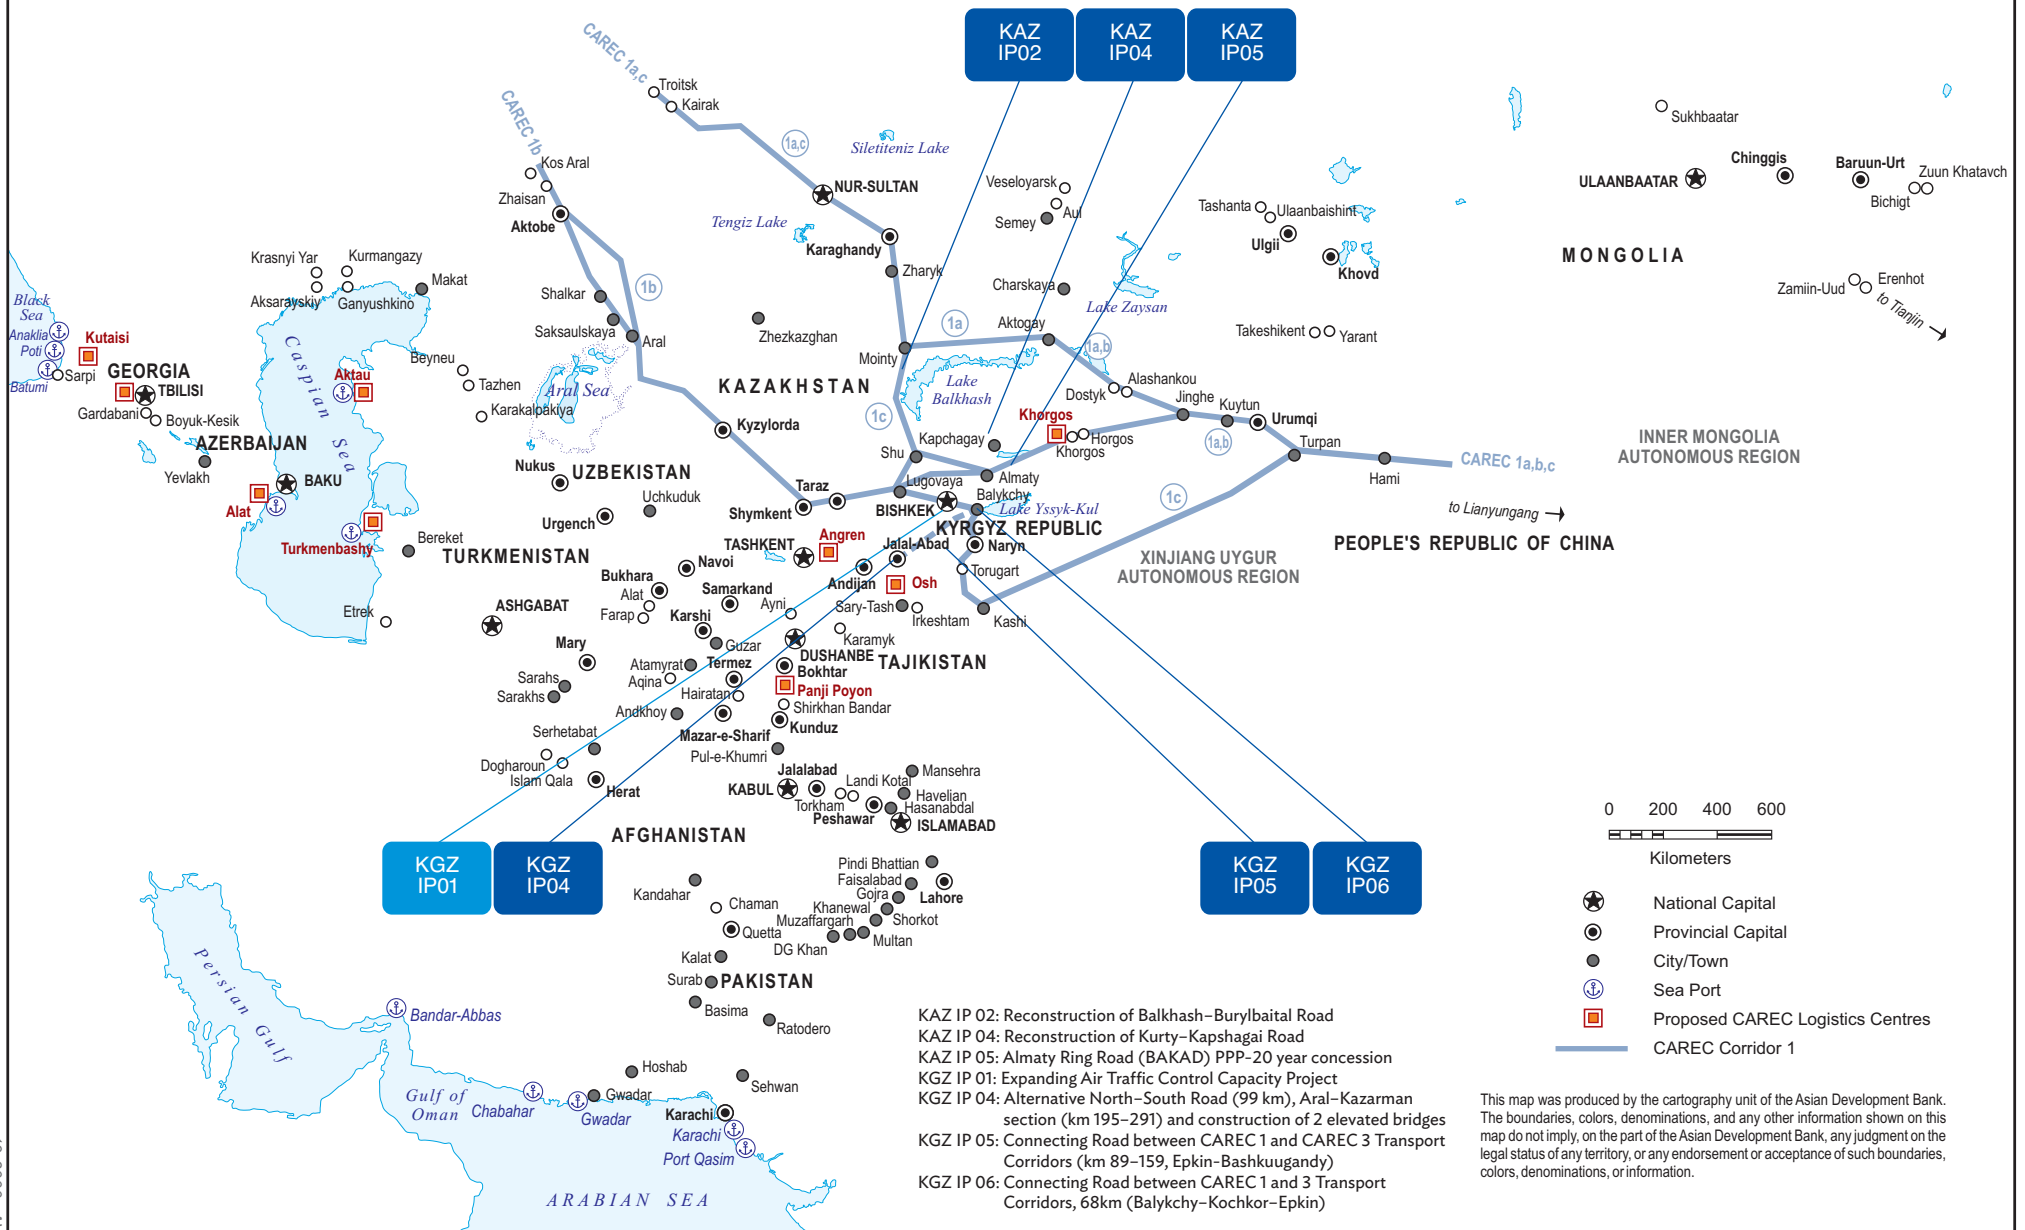 KAZ
IP02
KAZ
IP04
KAZ
IP05
CAREC 1a,c
Troitsk
Kairak
CAREC 1b
1a,c
Siletiteniz Lake
Kos Aral
Zhaisan
Aktobe
NUR-SULTAN
Tengiz Lake
Karaghandy
Zharyk
Veseloyarsk
Aul
Semey
Charskaya
Lake Zaysan
Sukhbaatar
Chinggis
Baruun-Urt
Zuun Khatavch
Bichigt
ULAANBAATAR
Tashanta
Ulaanbaishint
Ulgii
Khovd
MONGOLIA
Zamiin-Uud
Erenhot
to Tianjin
Takeshikent
Yarant
Krasnyi Yar
Kurmangazy
Aksarayskiy
Ganyushkino
Makat
Shalkar
1b
Saksaulskaya
Aral
Zhezkazghan
1a
Aktogay
1a,b
Mointy
Black
Sea
Anaklia
Poti
Batumi
Kutaisi
Sarpi
GEORGIA
TBILISI
Gardabani
Boyuk-Kesik
Caspian Sea
Aktau
Beyneu
Tazhen
Karakalpakiya
Aral Sea
KAZAKHSTAN
Lake
Balkhash
1c
Dostyk
Alashankou
Jinghe
Kuytun
Urumqi
1a,b
Turpan
Hami
CAREC 1a,b,c
INNER MONGOLIA
AUTONOMOUS REGION
AZERBAIJAN
Yevlakh
BAKU
Alat
Kyzylorda
Kapchagay
Khorgos
Horgos
Khorgos
Shu
Almaty
Lugovaya
Balykchy
BISHKEK
Lake Yssyk-Kul
KYRGYZ REPUBLIC
1c
to Lianyungang
PEOPLE'S REPUBLIC OF CHINA
Nukus
UZBEKISTAN
Uchkuduk
Urgench
Taraz
Shymkent
Turkmenbashy
Bereket
TURKMENISTAN
TASHKENT
Angren
Jalal-Abad
Naryn
Torugart
XINJIANG UYGUR
AUTONOMOUS REGION
Navoi
Bukhara
Alat
Farap
Samarkand
Andijan
Osh
Sary-Tash
Irkeshtam
Kashi
Etrek
ASHGABAT
Karshi
Ayni
Guzar
Karamyk
Mary
DUSHANBE
TAJIKISTAN
Atamyrat
Aqina
Termez
Bokhtar
Sarahs
Sarakhs
Hairatan
Panji Poyon
Shirkhan Bandar
Andkhoy
Kunduz
Serhetabat
Mazar-e-Sharif
Pul-e-Khumri
Dogharoun
Islam Qala
Herat
Jalalabad
KABUL
Landi Kotal
Torkham
Peshawar
Mansehra
Havelian
Hasanabdal
ISLAMABAD
AFGHANISTAN
KGZ
IP01
KGZ
IP04
KGZ
IP05
KGZ
IP06
Kandahar
Chaman
Quetta
Kalat
Surab
PAKISTAN
Basima
Ratodero
Pindi Bhattian
Faisalabad
Gojra
Lahore
Khanewal
Shorkot
Muzaffargarh
Multan
DG Khan
Persian Gulf
Bandar-Abbas
Hoshab
Sehwan
Gulf of
Oman
Chabahar
Gwadar
Gwadar
Karachi
Karachi
Port Qasim
ARABIAN SEA
0 200 400 600
Kilometers
National Capital
Provincial Capital
City/Town
Sea Port
Proposed CAREC Logistics Centres
CAREC Corridor 1
KAZ IP 02: Reconstruction of Balkhash–Burylbaital Road
KAZ IP 04: Reconstruction of Kurty–Kapshagai Road
KAZ IP 05: Almaty Ring Road (BAKAD) PPP-20 year concession
KGZ IP 01: Expanding Air Traffic Control Capacity Project
KGZ IP 04: Alternative North–South Road (99 km), Aral–Kazarman
section (km 195–291) and construction of 2 elevated bridges
KGZ IP 05: Connecting Road between CAREC 1 and CAREC 3 Transport
Corridors (km 89–159, Epkin-Bashkuugandy)
KGZ IP 06: Connecting Road between CAREC 1 and 3 Transport
Corridors, 68km (Balykchy–Kochkor–Epkin)
This map was produced by the cartography unit of the Asian Development Bank.
The boundaries, colors, denominations, and any other information shown on this
map do not imply, on the part of the Asian Development Bank, any judgment on the
legal status of any territory, or any endorsement or acceptance of such boundaries,
colors, denominations, or information.